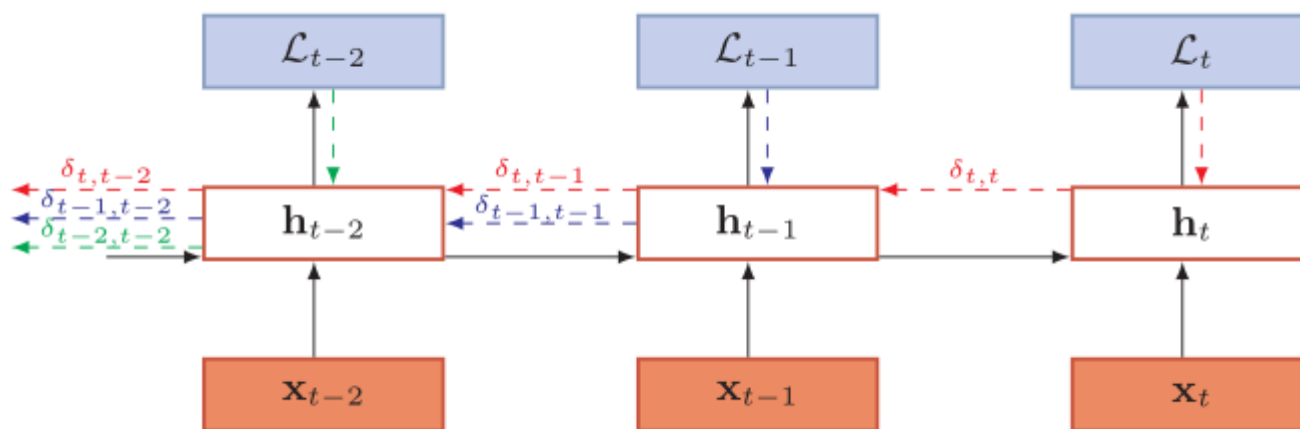 ℒ_{t−2} ℒ_{t−1} ℒ_t
δ_{t,t−2} δ_{t,t−1} δ_{t,t}
δ_{t−1,t−2} δ_{t−1,t−1}
δ_{t−2,t−2}
h_{t−2} h_{t−1} h_t
x_{t−2} x_{t−1} x_t